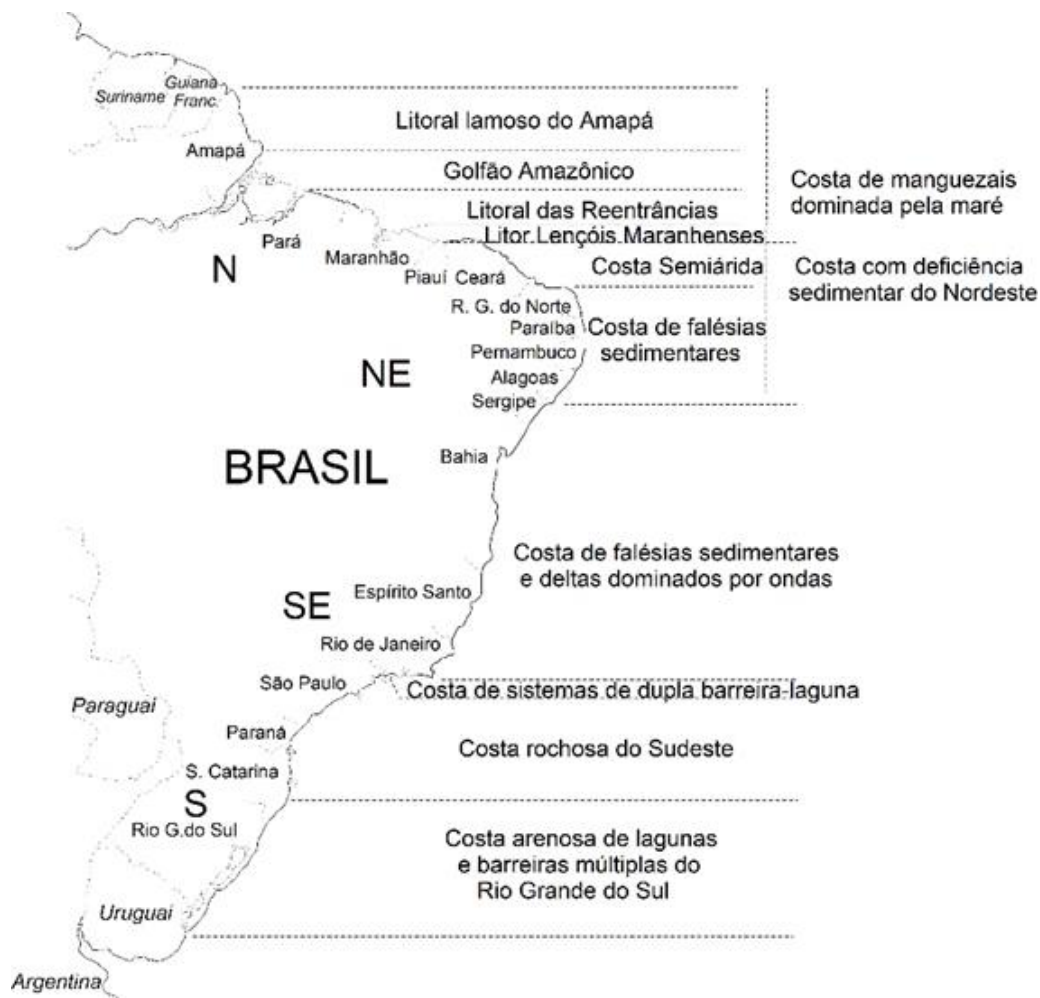 Suriname
Guiana
Franc.
Litoral lamoso do Amapá
Amapá
Golfão Amazônico
Costa de manguezais
dominada pela maré
Litoral das Reentrâncias
Litor Lençóis Maranhenses
Pará
Maranhão
N
Piauí Ceará
Costa Semiárida
Costa com deficiência
sedimentar do Nordeste
R. G. do Norte
Paraíba
Costa de falésias
sedimentares
Pernambuco
NE
Alagoas
Sergipe
BRASIL
Bahia
Costa de falésias sedimentares
e deltas dominados por ondas
Espírito Santo
SE
Rio de Janeiro
São Paulo
Costa de sistemas de dupla barreira-laguna
Paraguai
Paraná
Costa rochosa do Sudeste
S. Catarina
S
Rio G.do Sul
Costa arenosa de lagunas
e barreiras múltiplas do
Rio Grande do Sul
Uruguai
Argentina